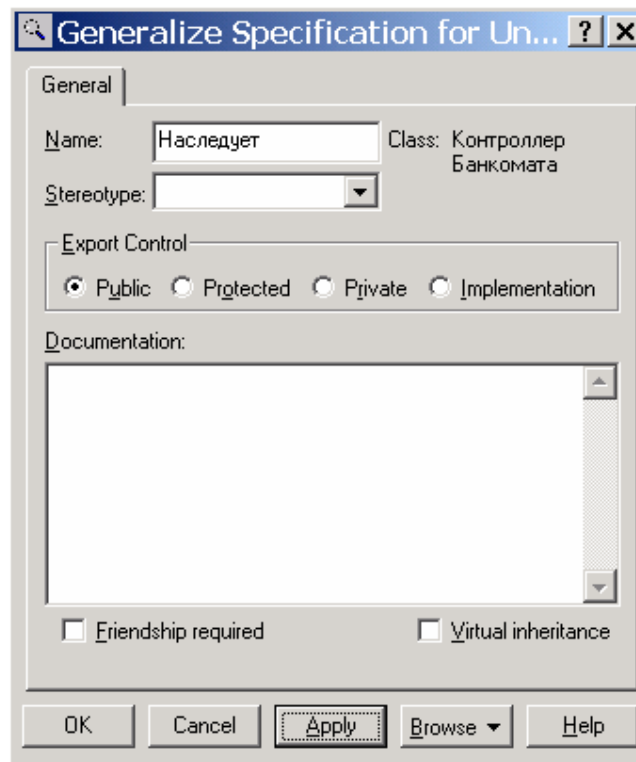 Generalize Specification for Un...
General
Name: Наследует Class: Контроллер
Банкомата
Stereotype:
Export Control
Public Protected Private Implementation
Documentation:
Friendship required Virtual inheritance
OK Cancel Apply Browse Help